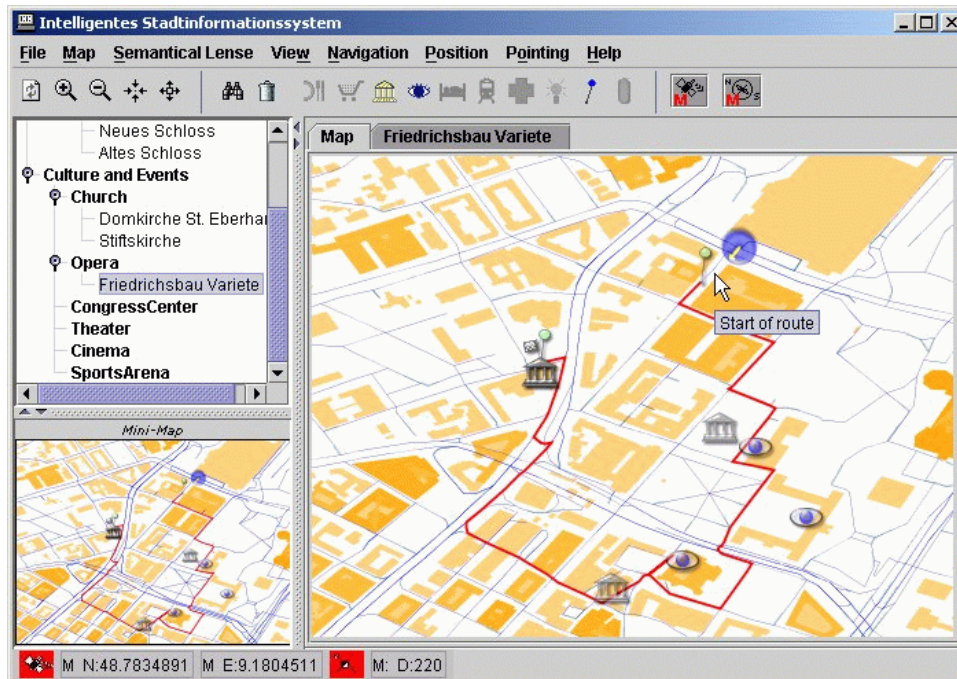 Intelligentes Stadtinformationssystem
File Map Semantical Lense View Navigation Position Pointing Help
M M N S
Neues Schloss
Altes Schloss
Culture and Events
Church
Domkirche St. Eberha
Stiftskirche
Opera
Friedrichsbau Variete
CongressCenter
Theater
Cinema
SportsArena
Mini-Map
Map Friedrichsbau Variete
Start of route
M N:48.7834891 M E:9.1804511 M: D:220